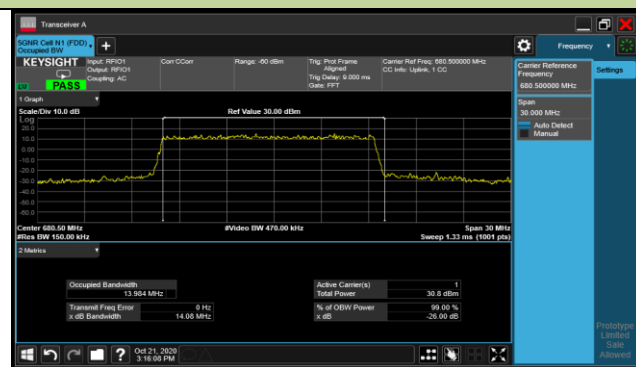 Transceiver A
5GNR Cell N1 (FDD)
Occupied BW
+
Frequency
KEYSIGHT
LXI
PASS
Input: RFIO1
Output: RFIO1
Coupling: AC
Corr CCorr
Range: -60 dBm
Trig: Prot Frame
Aligned
Trig Delay: 9.000 ms
Gate: FFT
Carrier Ref Freq: 680.500000 MHz
CC Info: Uplink, 1 CC
Carrier Reference
Frequency
680.500000 MHz
Settings
Span
30.000 MHz
Auto Detect
Manual
1 Graph
Scale/Div 10.0 dB
Ref Value 30.00 dBm
Log
20.0
10.0
0.00
-10.0
-20.0
-30.0
-40.0
-50.0
-60.0
Center 680.50 MHz
#Video BW 470.00 kHz
Span 30 MHz
#Res BW 150.00 kHz
Sweep 1.33 ms (1001 pts)
2 Metrics
Occupied Bandwidth
13.984 MHz
Active Carrier(s) 1
Total Power 30.8 dBm
Transmit Freq Error 0 Hz
x dB Bandwidth 14.08 MHz
% of OBW Power 99.00 %
x dB -26.00 dB
Prototype
Limited
Sale
Allowed
?
Oct 21, 2020
3:16:08 PM